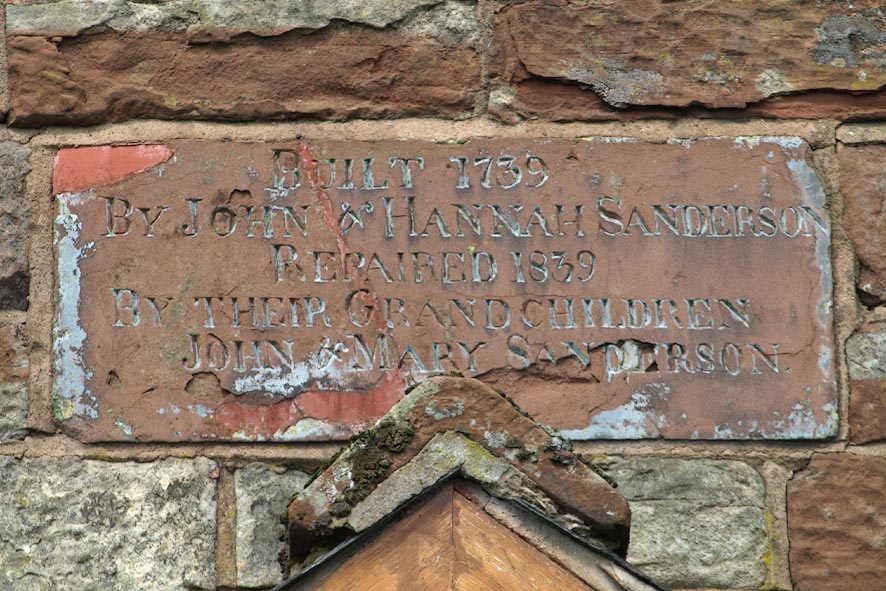 BUILT 1739
BY JOHN & HANNAH SANDERSON
REPAIRED 1839
BY THEIR GRANDCHILDREN
JOHN & MARY SANDERSON.